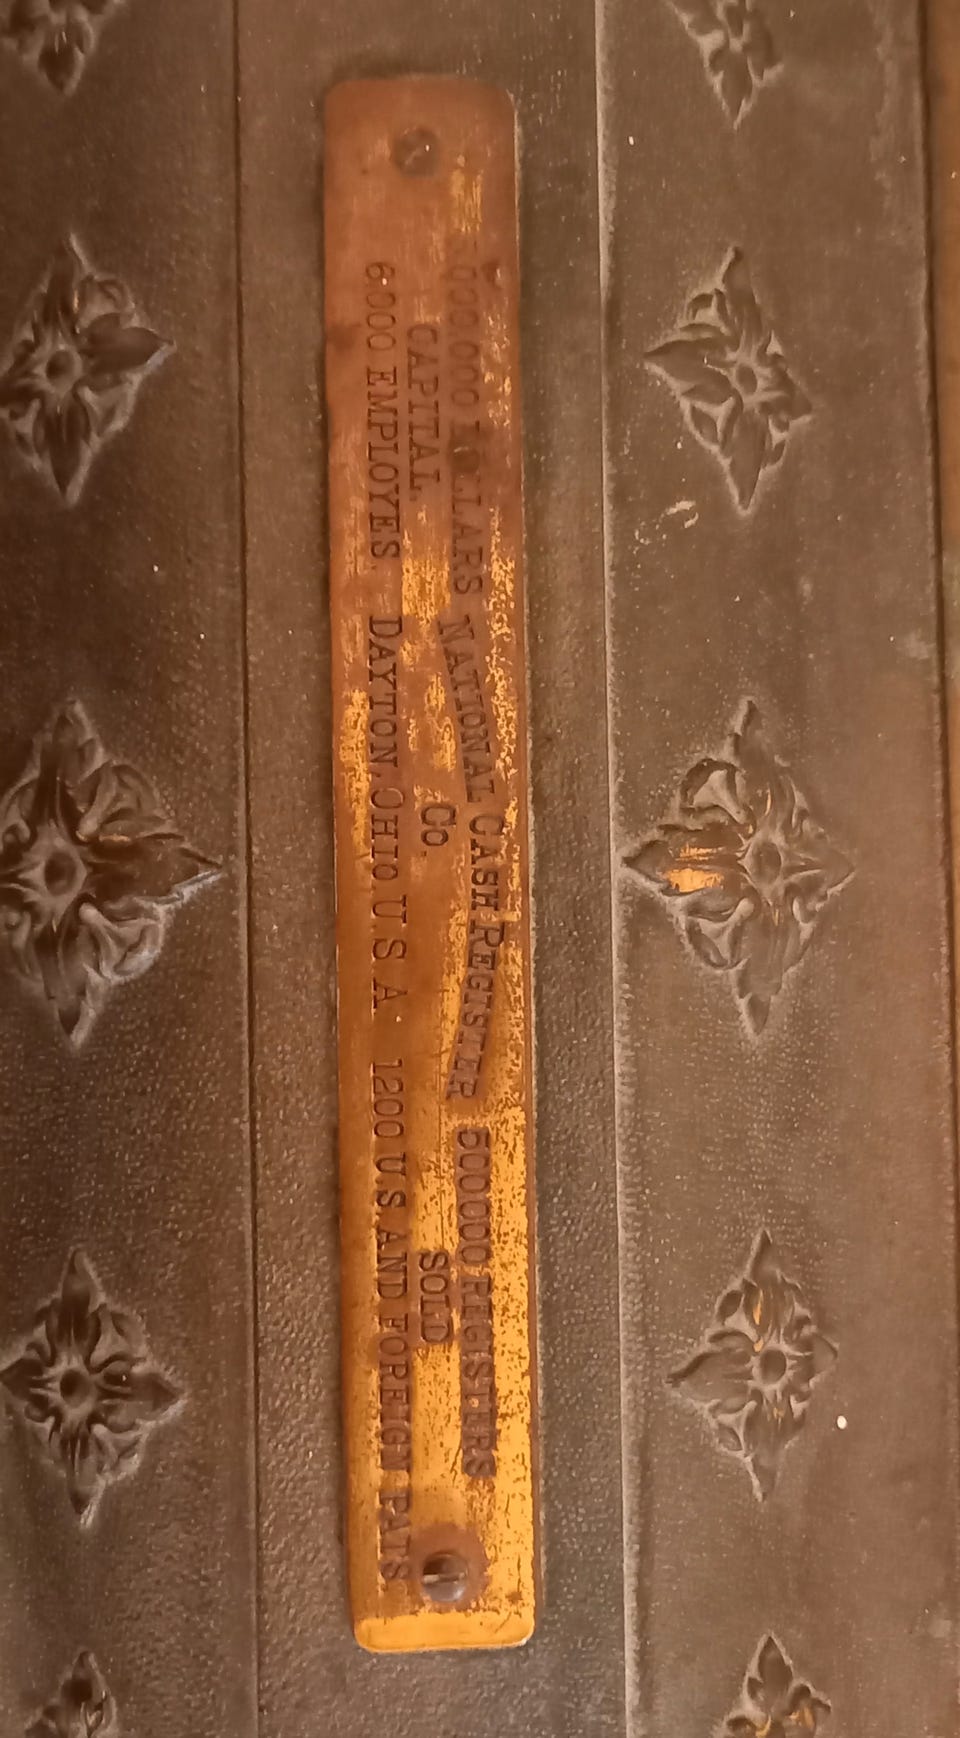 000 000 DOLLARS NATIONAL CASH REGISTER 500000 REGISTERS
CAPITAL, Co. SOLD
6000 EMPLOYES, DAYTON, OHIO. U.S.A. 1200 U.S. AND FOREIGN PATS.